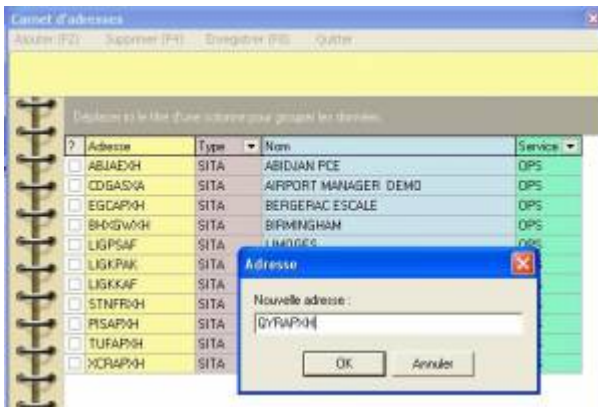 Carnet d'adresses
Ajouter (F2) Supprimer (F4) Enregistrer (F8) Quitter
Déplacer ici le titre d'une colonne pour grouper les données.
? Adresse Type Nom Service
ABJAEXH SITA ABIDJAN PCE OPS
CDGASXA SITA AIRPORT MANAGER DEMO OPS
EGCAPXH SITA BERGERAC ESCALE OPS
BHXGWXH SITA BIRMINGHAM OPS
LIGPSAF SITA LIMOGES OPS
LIGKPAK SITA
LIGKKAF SITA
STNFRXH SITA
PISAPXH SITA
TUFAPXH SITA
XCRAPXH SITA
Adresse
Nouvelle adresse :
QYRAPXH
OK Annuler